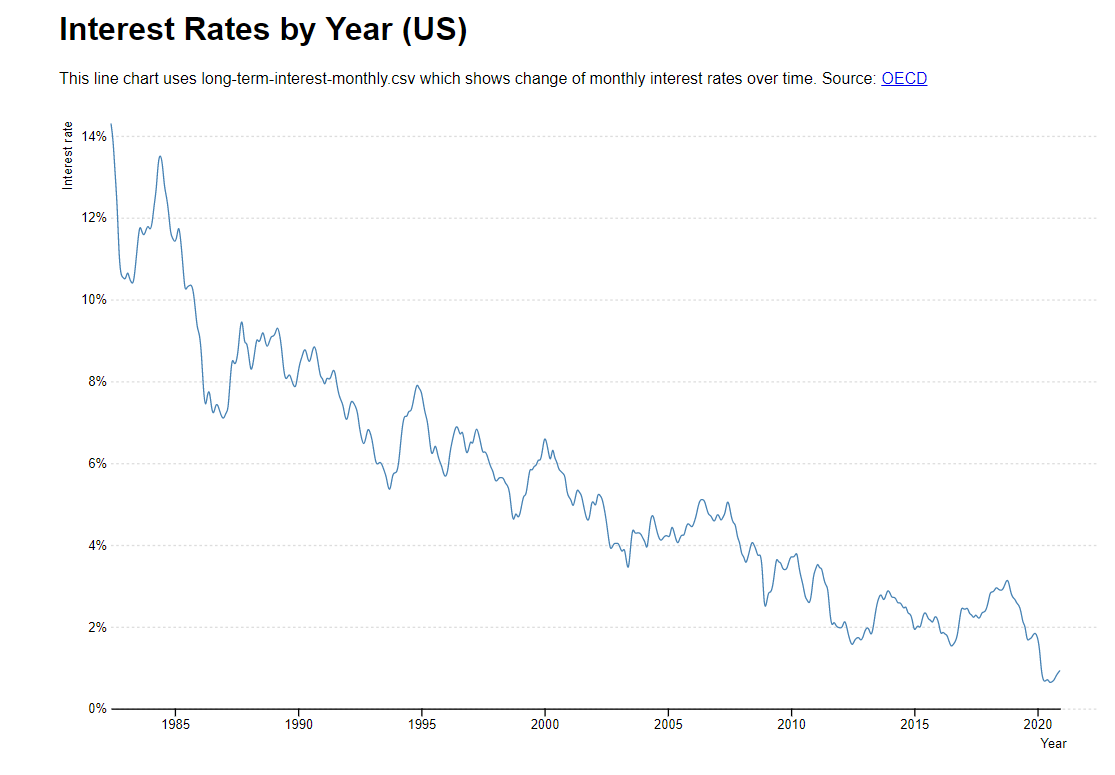 Interest Rates by Year (US)
This line chart uses long-term-interest-monthly.csv which shows change of monthly interest rates over time. Source: OECD
Interest rate
14%
12%
10%
8%
6%
4%
2%
0%
1985 1990 1995 2000 2005 2010 2015 2020
Year